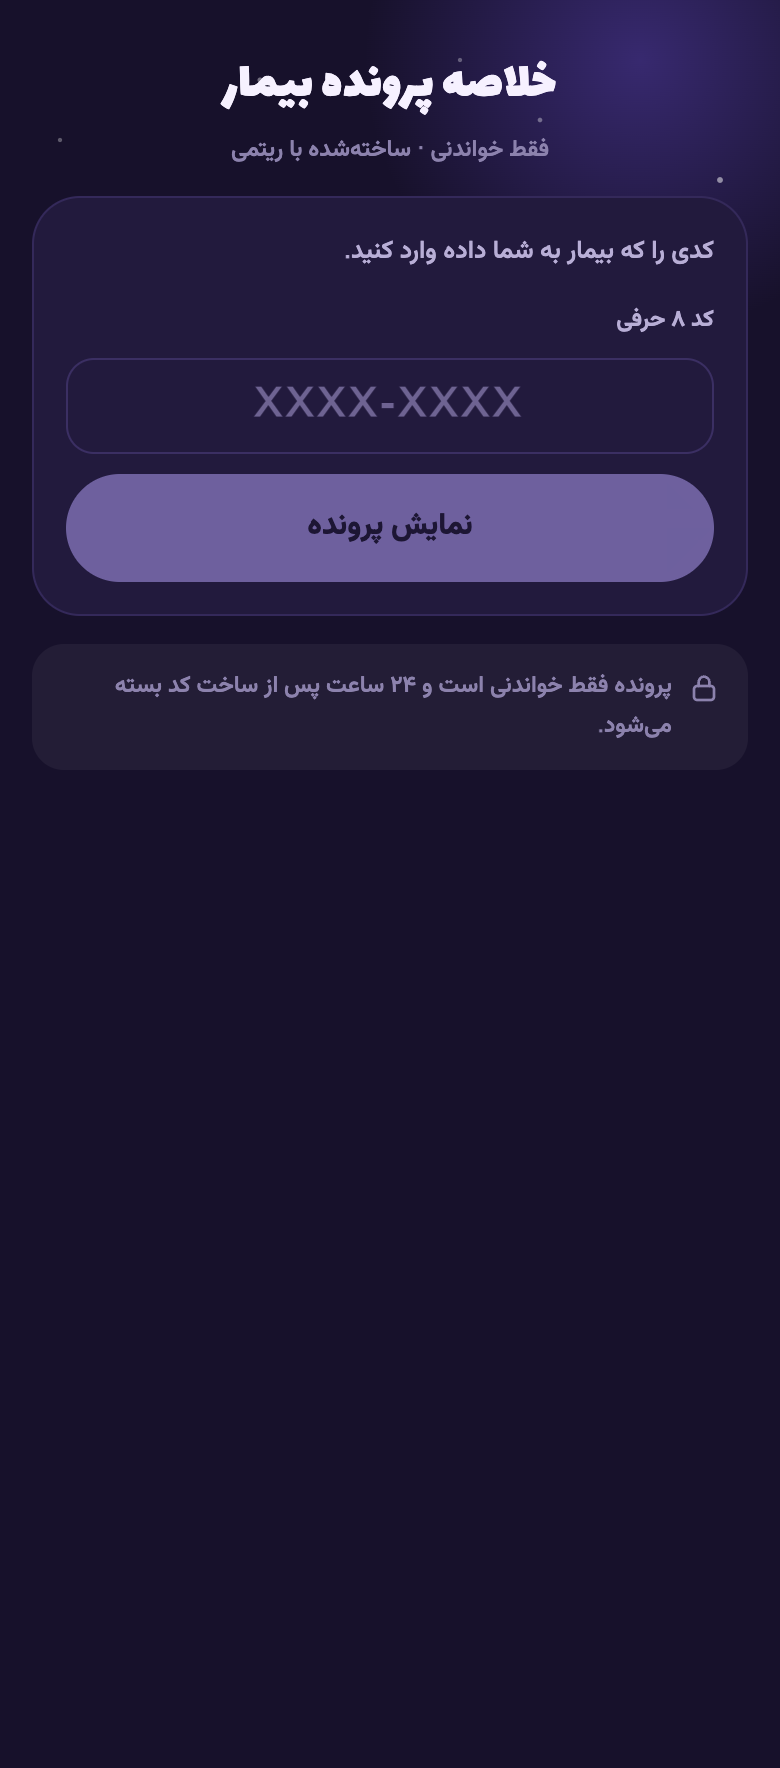 خلاصه پرونده بیمار
فقط خواندنی · ساخته‌شده با ریتمی
کدی را که بیمار به شما داده وارد کنید.
کد ۸ حرفی
XXXX-XXXX
نمایش پرونده
پرونده فقط خواندنی است و ۲۴ ساعت پس از ساخت کد بسته
می‌شود.